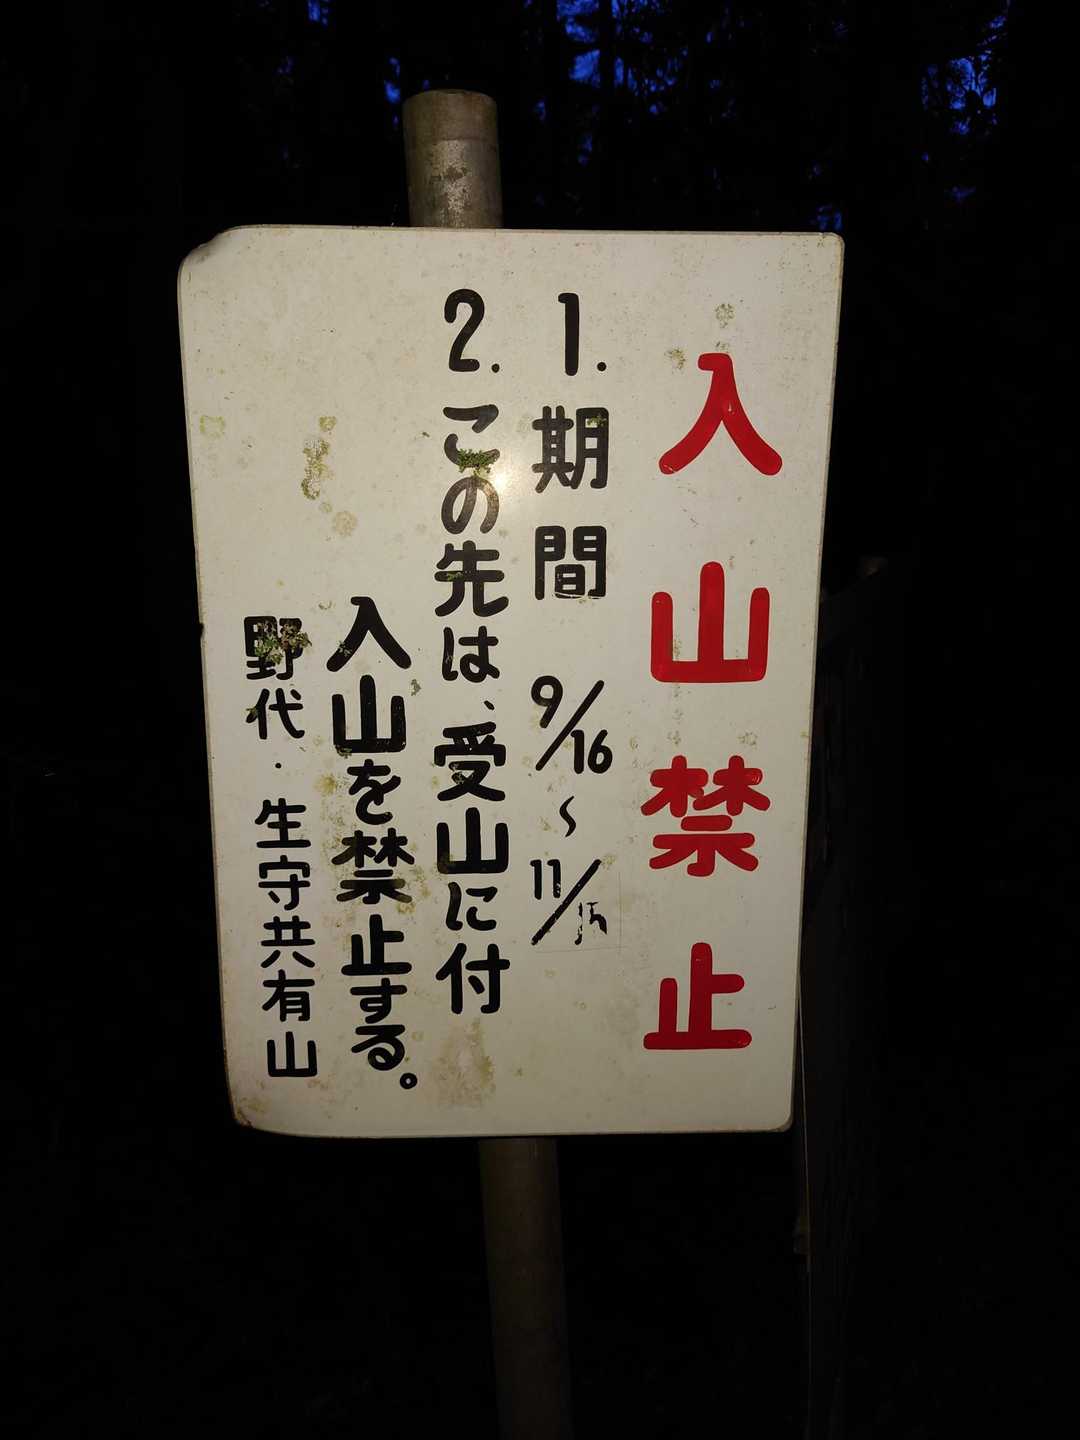 入山禁止
1. 期間 9/16〜11/15
2. この先は、受山に付
入山を禁止する。
野代・生守共有山